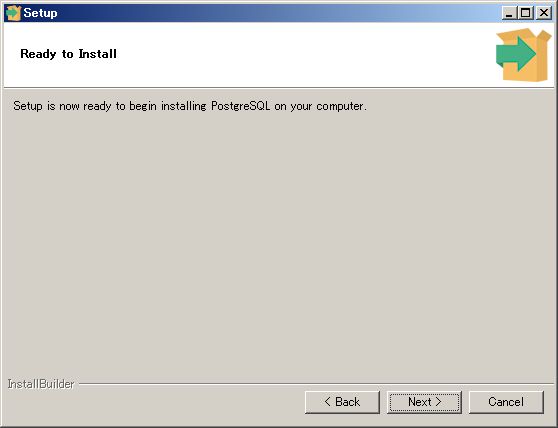 Setup
Ready to Install
Setup is now ready to begin installing PostgreSQL on your computer.
InstallBuilder
< Back
Next >
Cancel